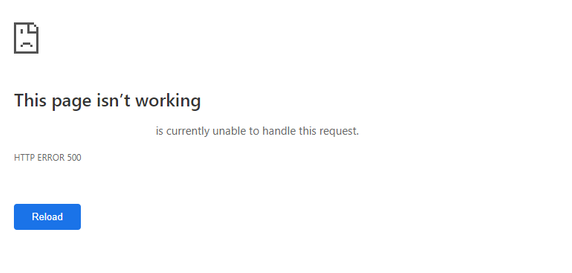 This page isn’t working
is currently unable to handle this request.
HTTP ERROR 500
Reload